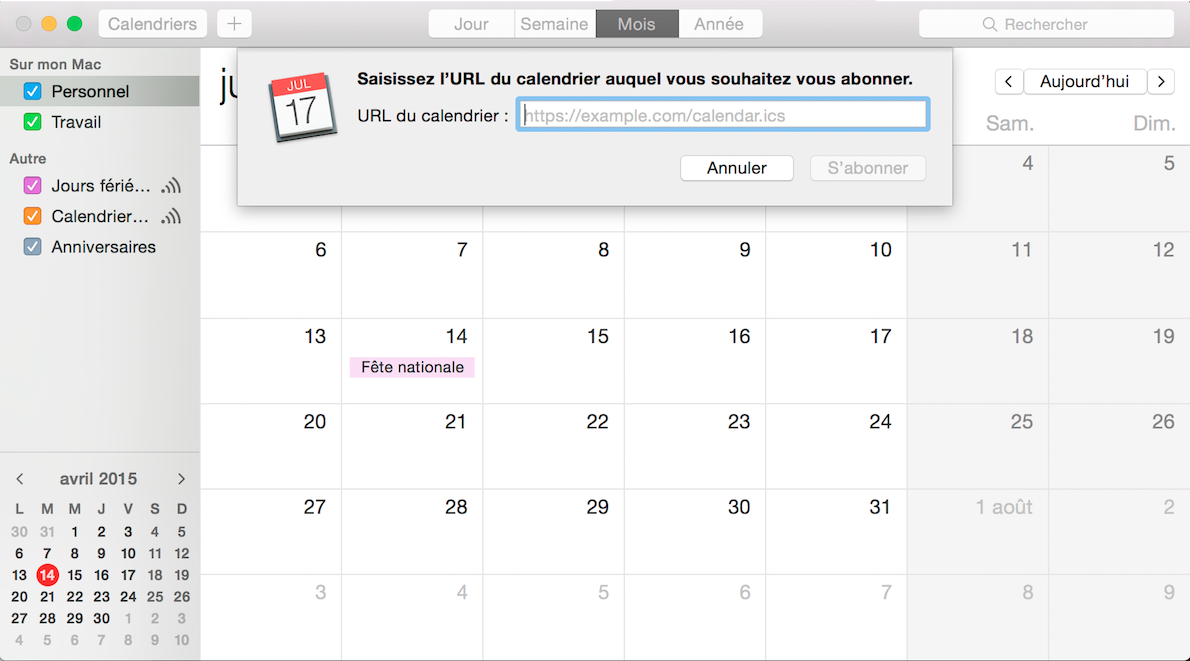 Calendriers + Jour Semaine Mois Année Rechercher
Sur mon Mac
Personnel
Travail
Autre
Jours férié...
Calendrier...
Anniversaires
avril 2015
L M M J V S D
30 31 1 2 3 4 5
6 7 8 9 10 11 12
13 14 15 16 17 18 19
20 21 22 23 24 25 26
27 28 29 30 1 2 3
4 5 6 7 8 9 10
JUL
17
Saisissez l’URL du calendrier auquel vous souhaitez vous abonner.
URL du calendrier : https://example.com/calendar.ics
Annuler S’abonner
Aujourd’hui
Sam. Dim.
4 5
6 7 8 9 10 11 12
13 14 15 16 17 18 19
Fête nationale
20 21 22 23 24 25 26
27 28 29 30 31 1 août 2
3 4 5 6 7 8 9